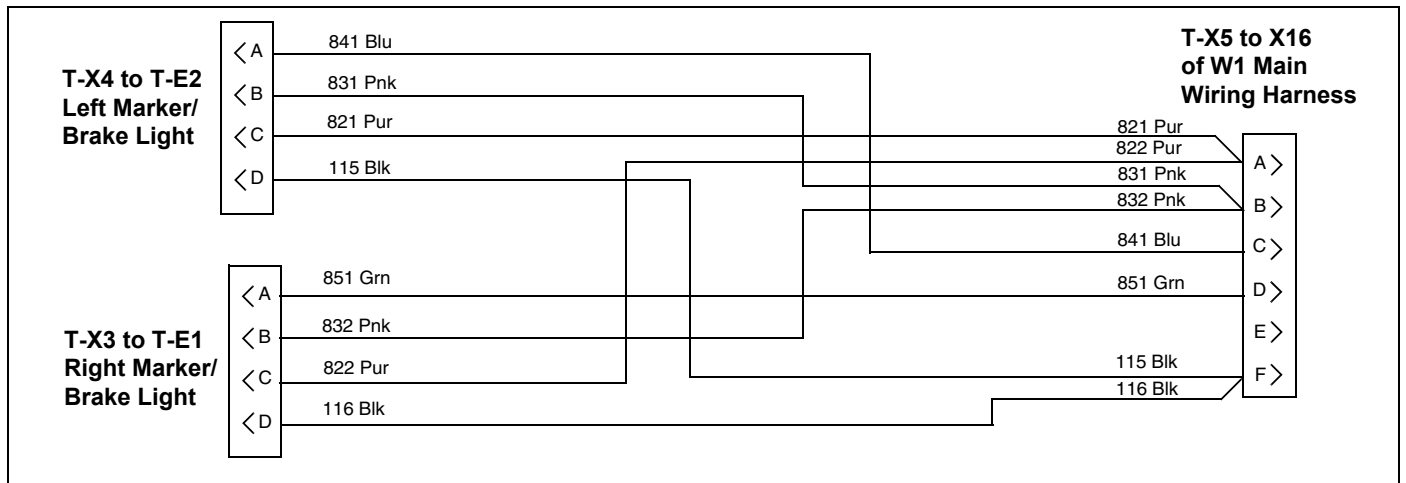 T-X4 to T-E2
Left Marker/
Brake Light
A
B
C
D
841 Blu
831 Pnk
821 Pur
115 Blk
T-X3 to T-E1
Right Marker/
Brake Light
A
B
C
D
851 Grn
832 Pnk
822 Pur
116 Blk
T-X5 to X16
of W1 Main
Wiring Harness
821 Pur
822 Pur
831 Pnk
832 Pnk
841 Blu
851 Grn
115 Blk
116 Blk
A
B
C
D
E
F